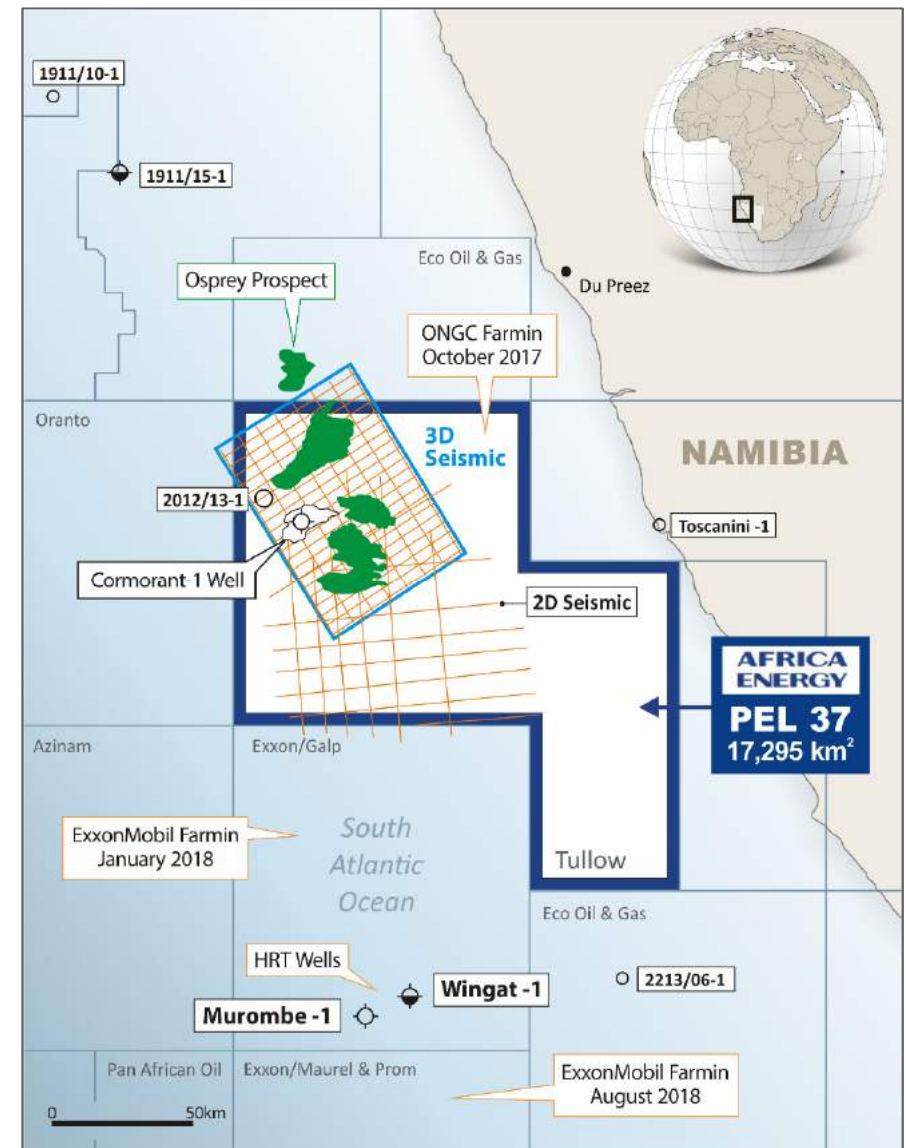 1911/10-1
1911/15-1
Eco Oil & Gas
Osprey Prospect
Du Preez
ONGC Farmin
October 2017
Oranto
3D
Seismic
NAMIBIA
2012/13-1
Toscanini -1
Cormorant-1 Well
2D Seismic
AFRICA
ENERGY
PEL 37
17,295 km²
Azinam
Exxon/Galp
ExxonMobil Farmin
January 2018
South
Atlantic
Ocean
Tullow
Eco Oil & Gas
HRT Wells
2213/06-1
Wingat -1
Murombe -1
Pan African Oil
Exxon/Maurel & Prom
ExxonMobil Farmin
August 2018
0 50km